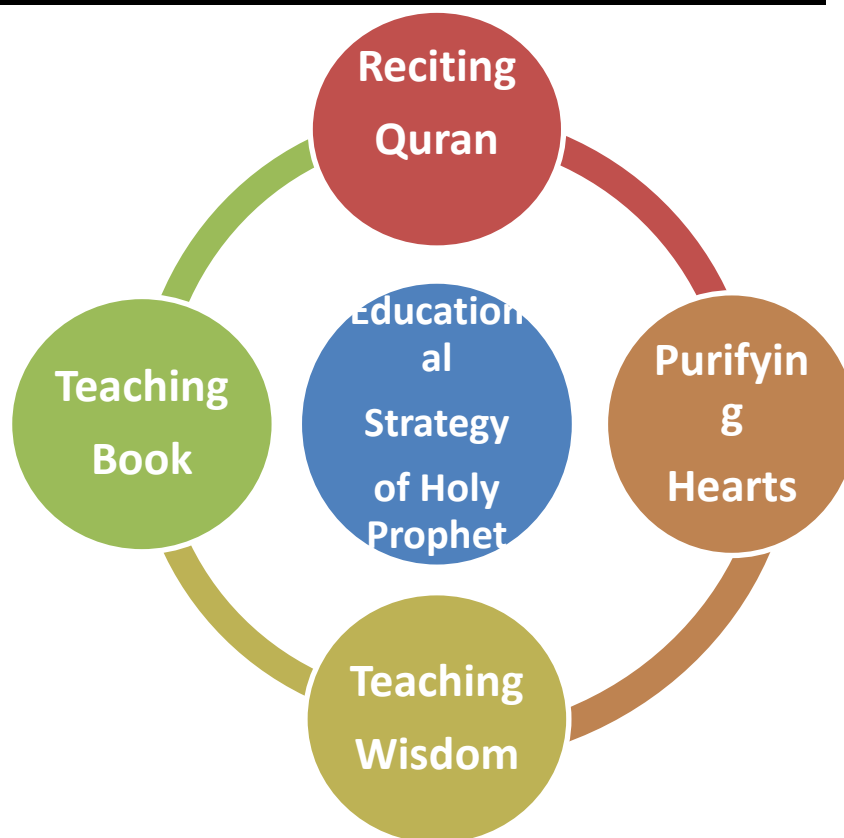 Reciting
Quran
Education
al
Strategy
of Holy
Prophet
Purifyin
g
Hearts
Teaching
Book
Teaching
Wisdom